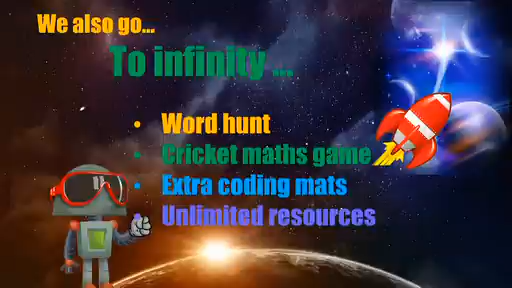 We also go...
To infinity ...
• Word hunt
• Cricket maths game
• Extra coding mats
• Unlimited resources